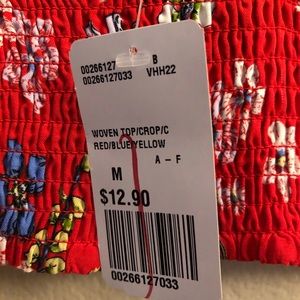 00266127 B
00266127033 VHH22
WOVEN TOP/CROP/C
RED/BLUE/YELLOW
A - F
M
$12.90
00266127033